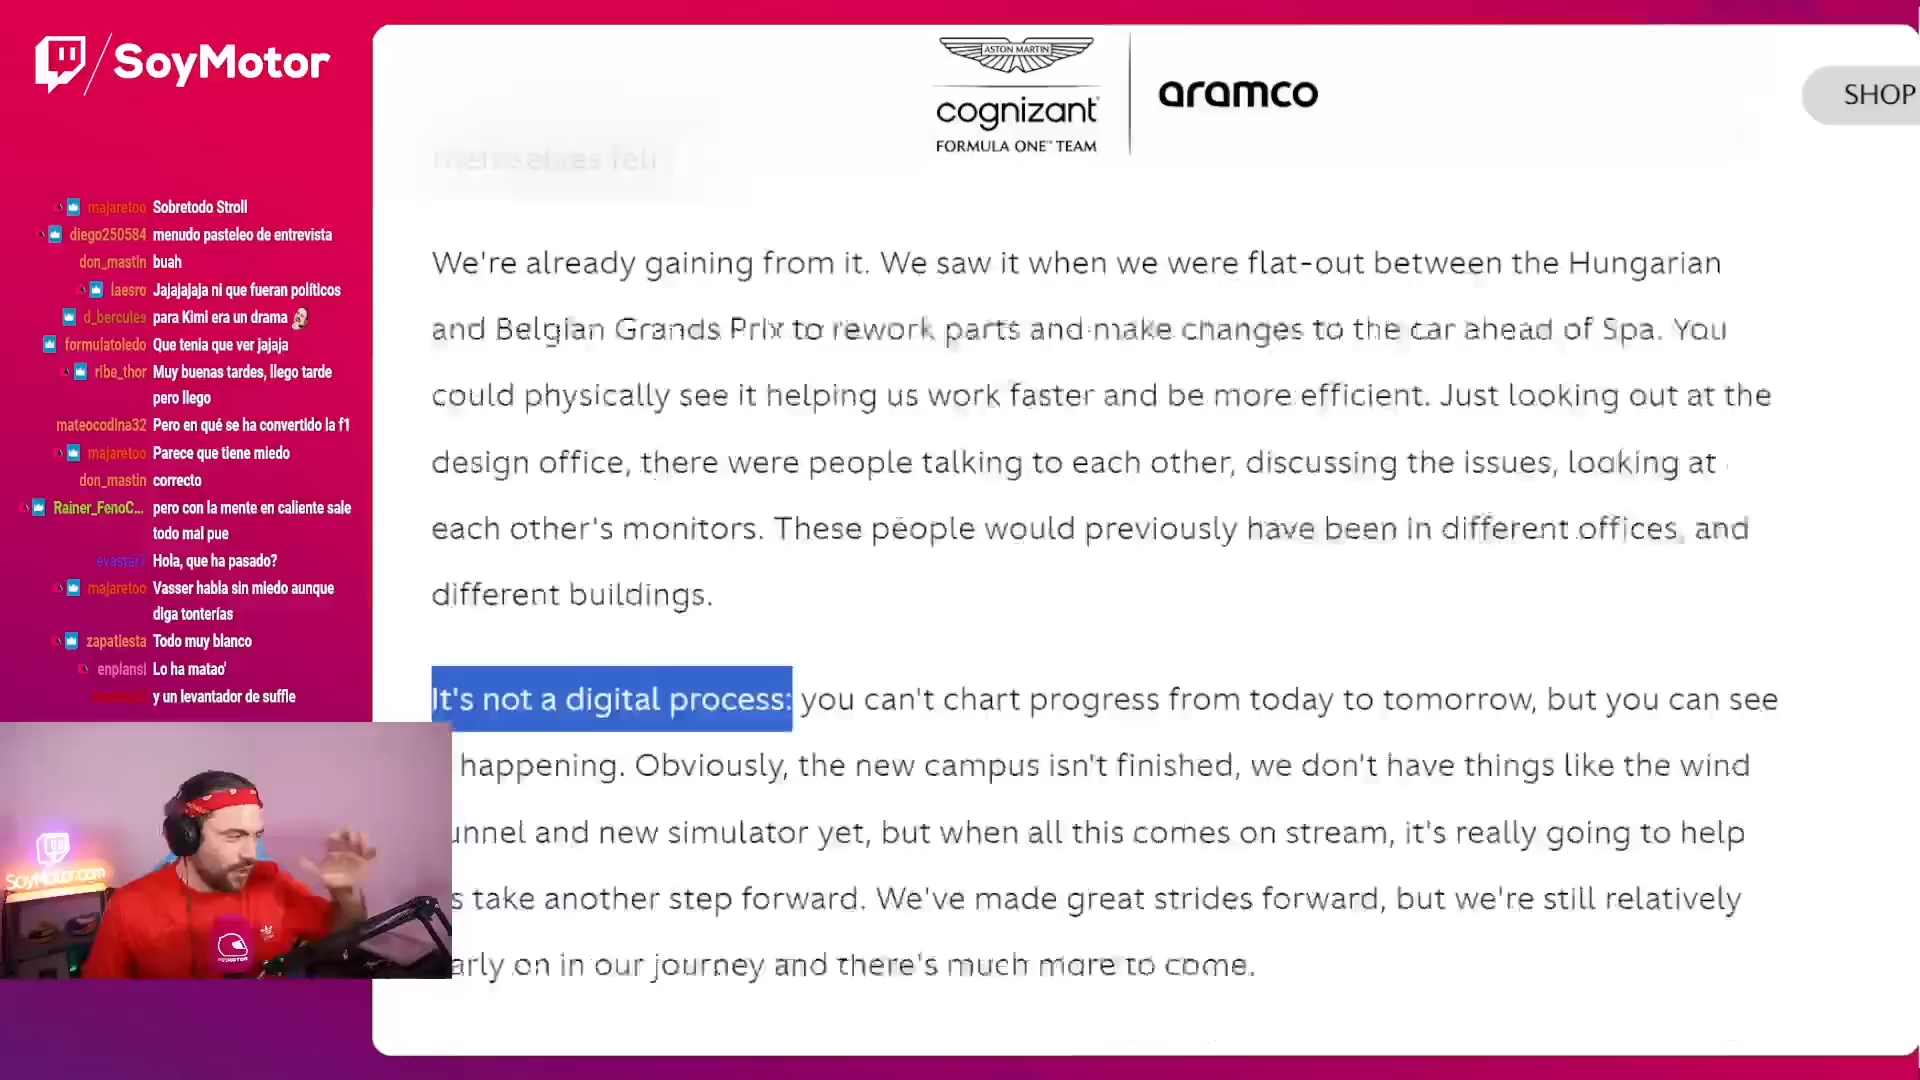 SoyMotor
ASTON MARTIN
cognizant
FORMULA ONE™ TEAM
aramco
SHOP
themselves felt
majaretoo Sobretodo Stroll
diego250584 menudo pasteleo de entrevista
don_mastin buah
laesro Jajajajaja ni que fueran políticos
d_bercules para Kimi era un drama
formulatoledo Que tenia que ver jajaja
ribe_thor Muy buenas tardes, llego tarde
pero llego
mateocodina32 Pero en qué se ha convertido la f1
majaretoo Parece que tiene miedo
don_mastin correcto
Rainer_FenoC... pero con la mente en caliente sale
todo mal pue
Hola, que ha pasado?
majaretoo Vasser habla sin miedo aunque
diga tonterías
zapatiesta Todo muy blanco
enplansi Lo ha matao'
y un levantador de suffle
We're already gaining from it. We saw it when we were flat-out between the Hungarian
and Belgian Grands Prix to rework parts and make changes to the car ahead of Spa. You
could physically see it helping us work faster and be more efficient. Just looking out at the
design office, there were people talking to each other, discussing the issues, looking at
each other's monitors. These people would previously have been in different offices, and
different buildings.
It's not a digital process: you can't chart progress from today to tomorrow, but you can see
happening. Obviously, the new campus isn't finished, we don't have things like the wind
unnel and new simulator yet, but when all this comes on stream, it's really going to help
s take another step forward. We've made great strides forward, but we're still relatively
arly on in our journey and there's much more to come.
SoyMotor.com